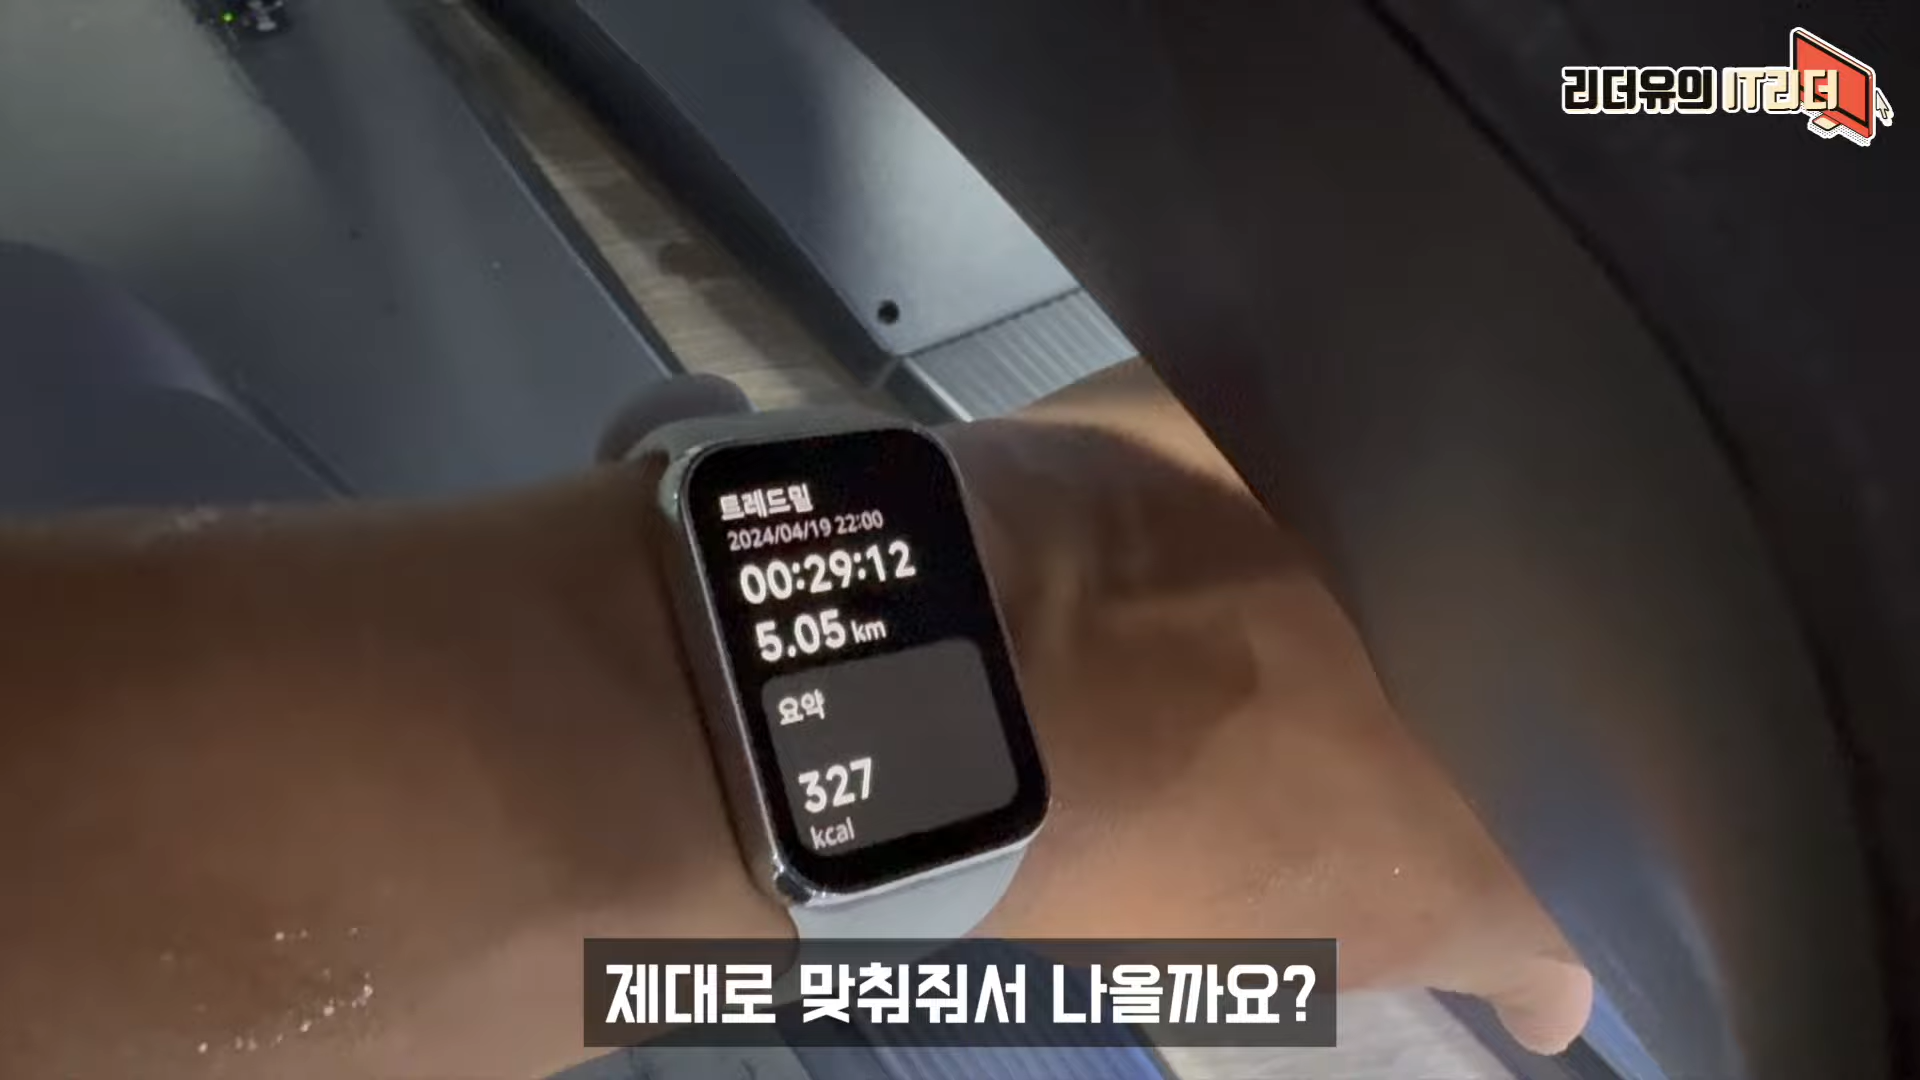 리더유의 IT리더
트레드밀
2024/04/19 22:00
00:29:12
5.05 km
요약
327
kcal
제대로 맞춰줘서 나올까요?